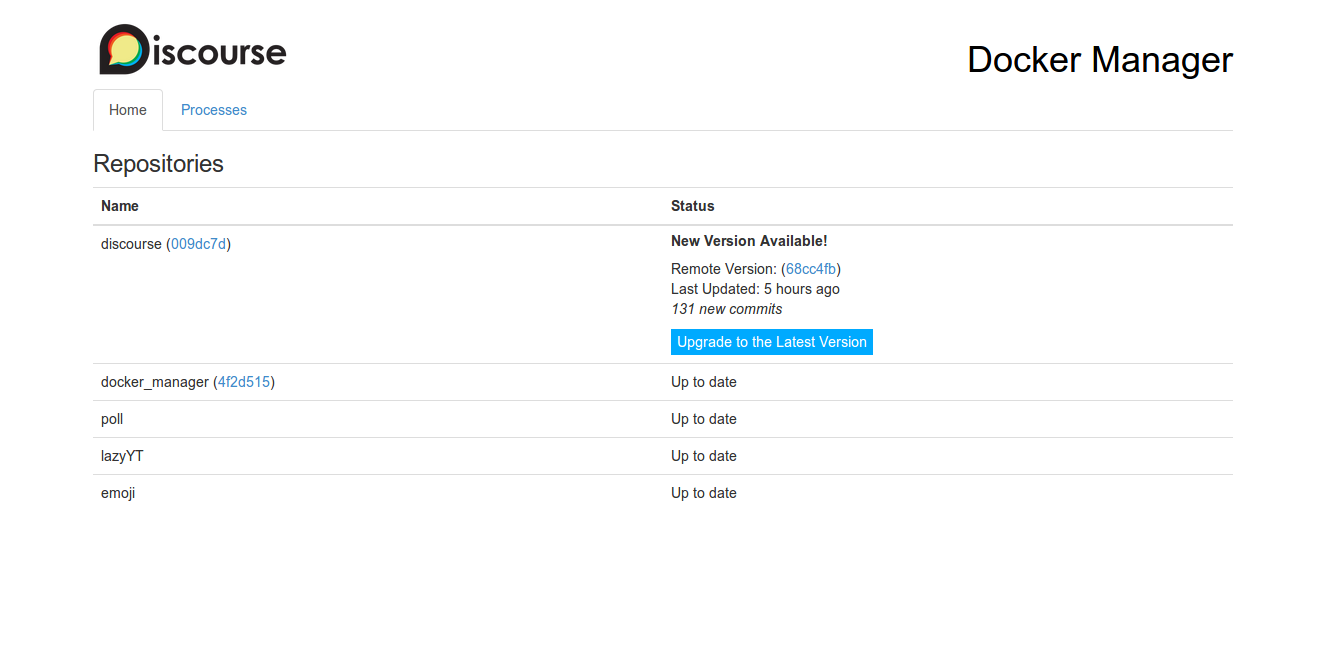 Discourse
Docker Manager
Home Processes
Repositories
Name Status
discourse (009dc7d) New Version Available!
Remote Version: (68cc4fb)
Last Updated: 5 hours ago
131 new commits
Upgrade to the Latest Version
docker_manager (4f2d515) Up to date
poll Up to date
lazyYT Up to date
emoji Up to date